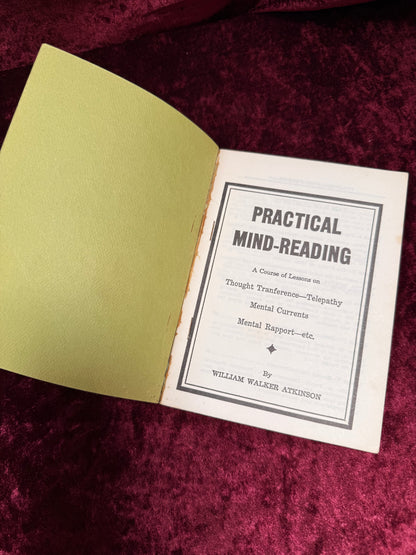 PRACTICAL
MIND-READING
A Course of Lessons on
Thought Tranference—Telepathy
Mental Currents
Mental Rapport—etc.
By
WILLIAM WALKER ATKINSON